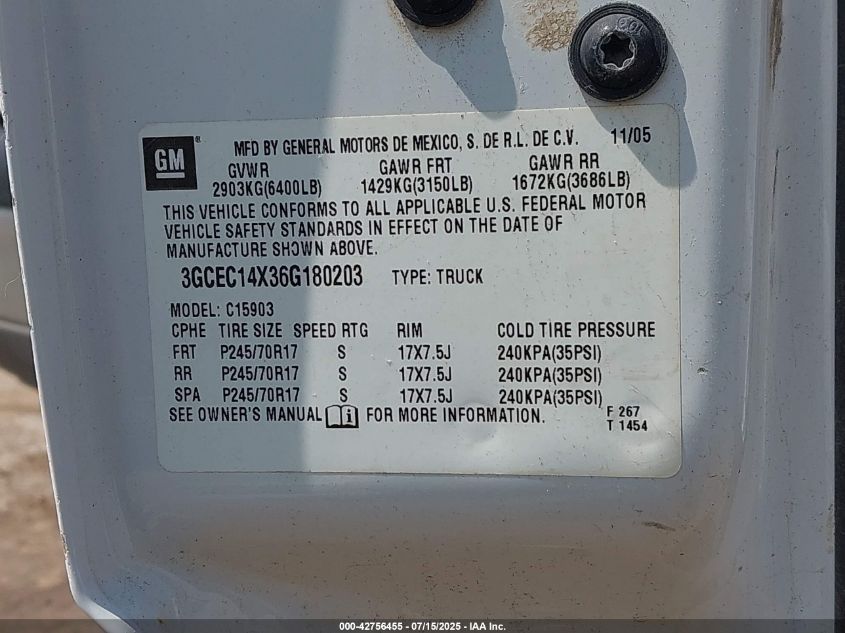 GM ® MFD BY GENERAL MOTORS DE MEXICO, S. DE R.L. DE C.V. 11/05
GVWR GAWR FRT GAWR RR
2903KG(6400LB) 1429KG(3150LB) 1672KG(3686LB)
THIS VEHICLE CONFORMS TO ALL APPLICABLE U.S. FEDERAL MOTOR
VEHICLE SAFETY STANDARDS IN EFFECT ON THE DATE OF
MANUFACTURE SHOWN ABOVE.
3GCEC14X36G180203 TYPE: TRUCK
MODEL: C15903
CPHE TIRE SIZE SPEED RTG RIM COLD TIRE PRESSURE
FRT P245/70R17 S 17X7.5J 240KPA(35PSI)
RR P245/70R17 S 17X7.5J 240KPA(35PSI)
SPA P245/70R17 S 17X7.5J 240KPA(35PSI)
SEE OWNER'S MANUAL FOR MORE INFORMATION.
F 267
T 1454
000-42756455 - 07/15/2025 - IAA Inc.